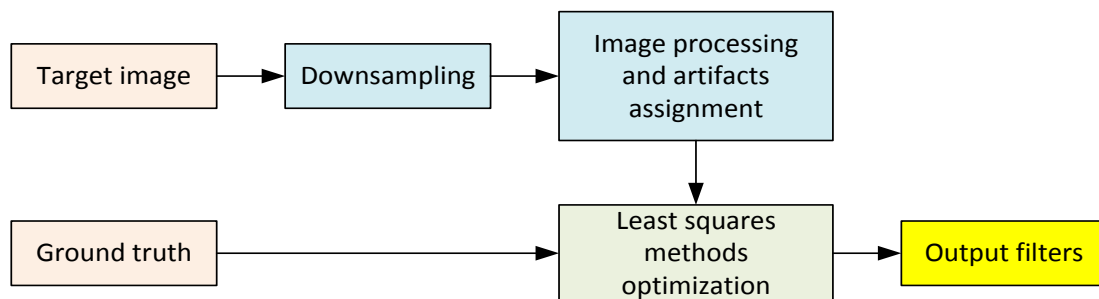 Target image
Downsampling
Image processing
and artifacts
assignment
Ground truth
Least squares
methods
optimization
Output filters